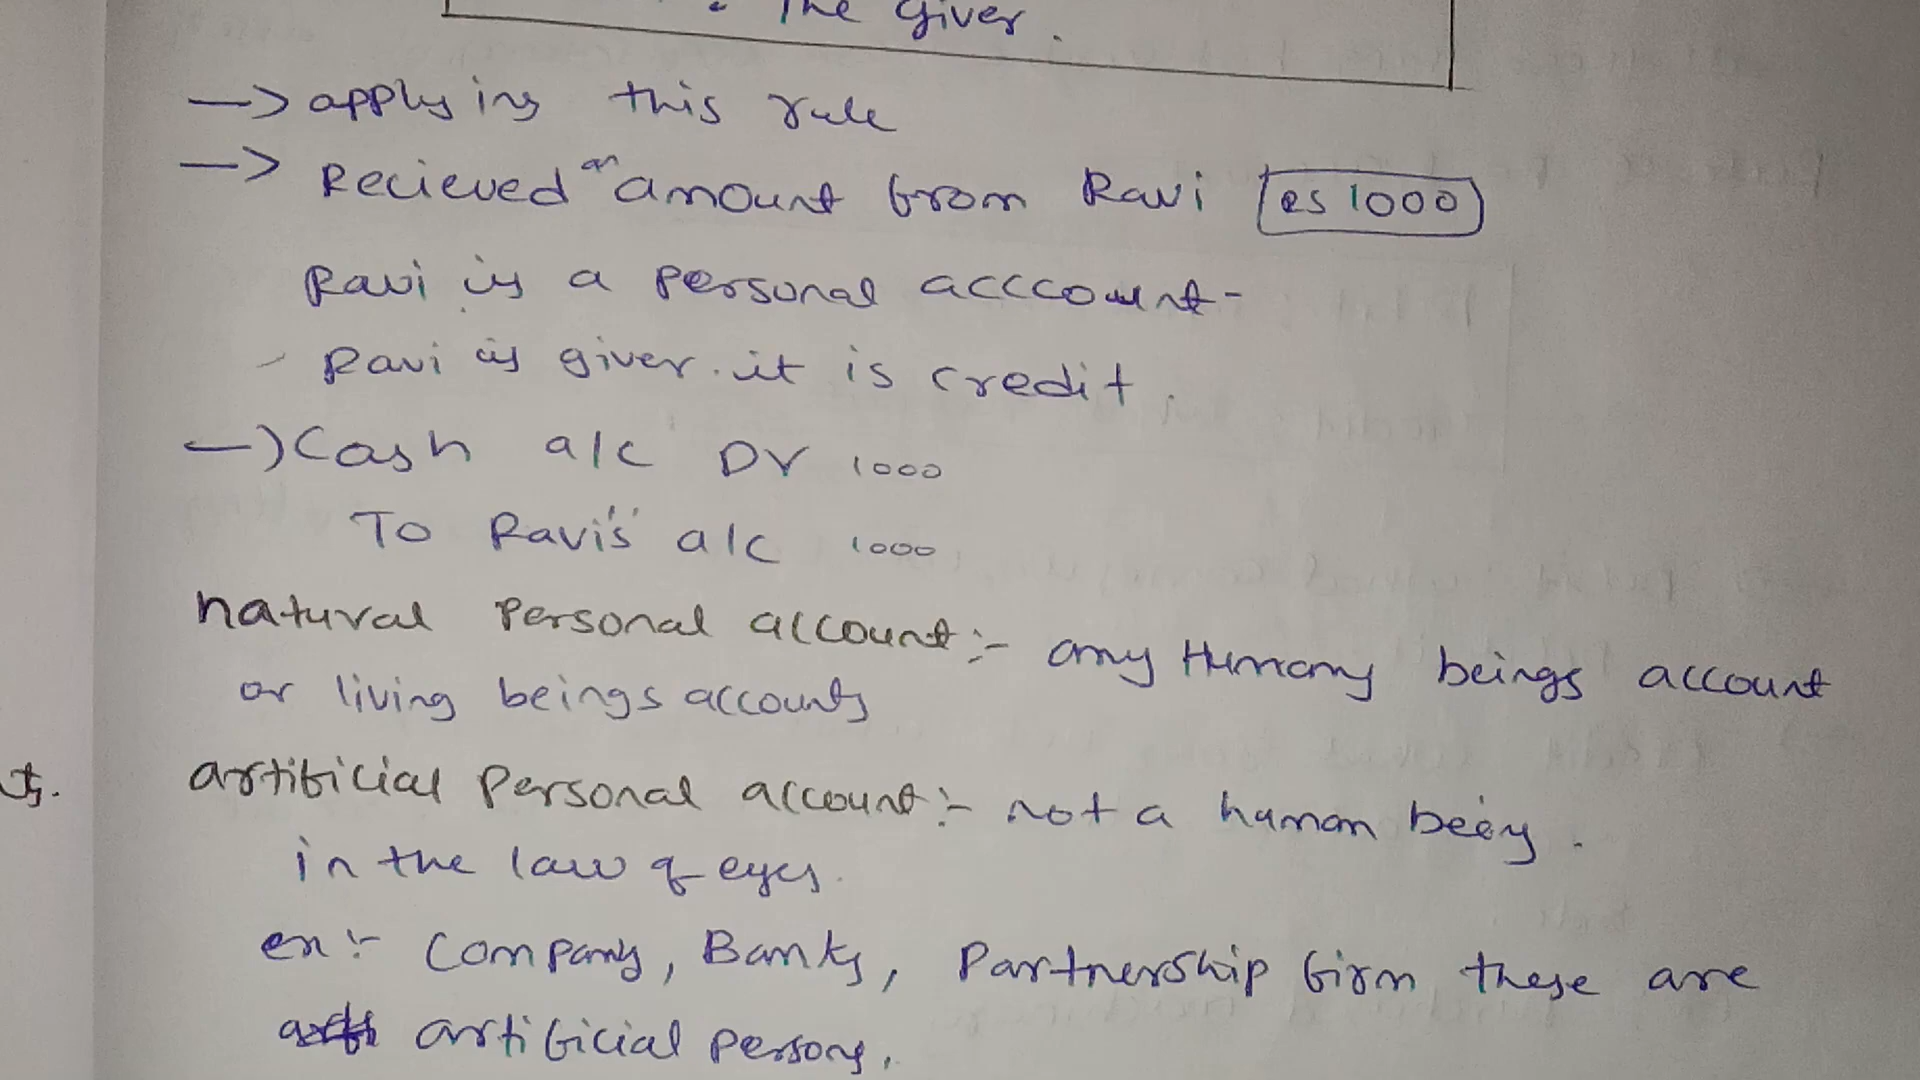 : The Giver.
→ applying this rule
→ Recieved an amount from Ravi Rs 1000
Ravi is a Personal acccount-
Ravi is giver. it is credit.
→ Cash a/c Dr 1000
To Ravi's' a/c 1000
natural Personal account:- any Humans beings account
or living beings accounts
artificial Personal account:- not a human being.
in the law of eyes.
ex:- Company, Banks, Partnership firm these are
artificial persons.